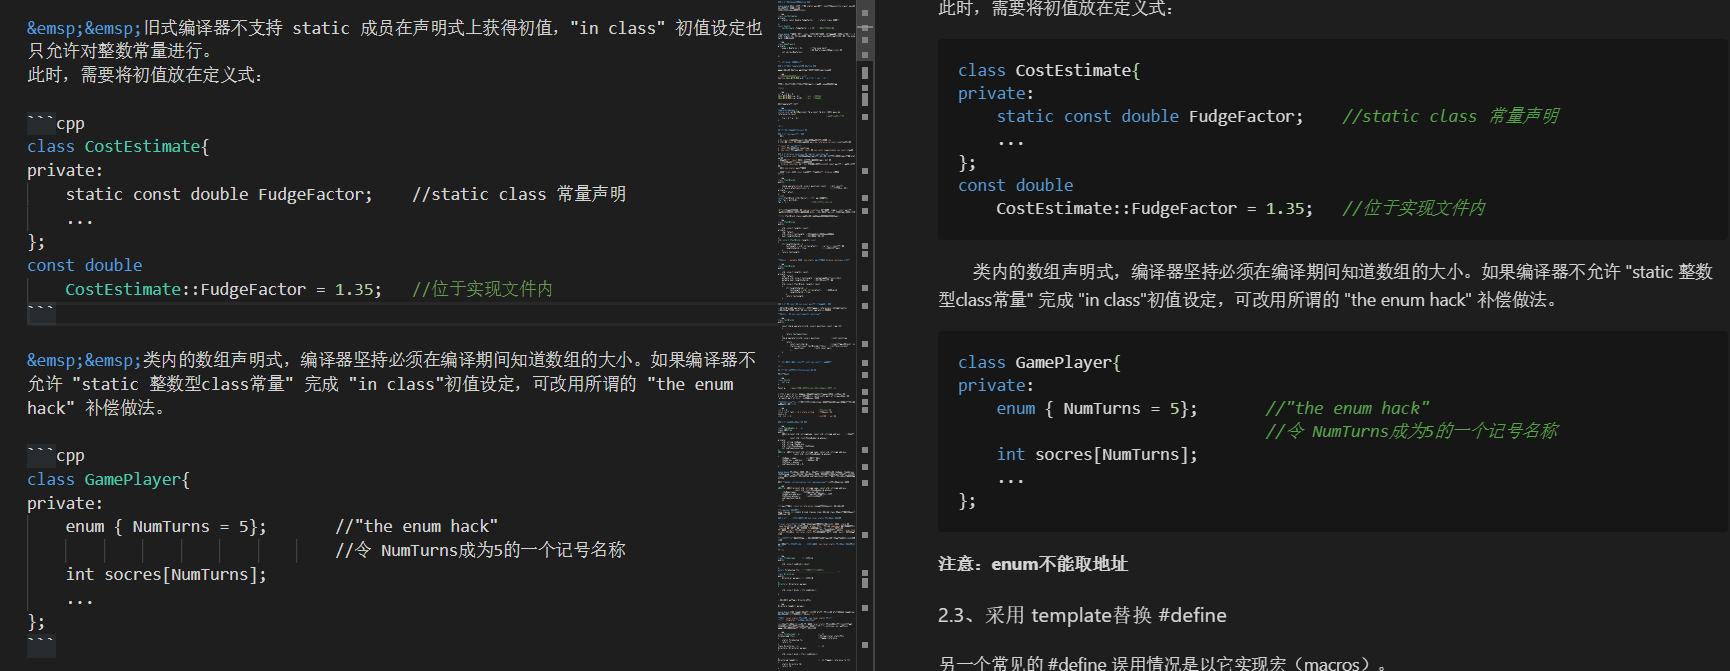 &emsp;&emsp;旧式编译器不支持 static 成员在声明式上获得初值，"in class" 初值设定也
只允许对整数常量进行。
此时，需要将初值放在定义式：
```cpp
class CostEstimate{
private:
    static const double FudgeFactor;    //static class 常量声明
    ...
};
const double
    CostEstimate::FudgeFactor = 1.35;   //位于实现文件内
```
&emsp;&emsp;类内的数组声明式，编译器坚持必须在编译期间知道数组的大小。如果编译器不
允许 "static 整数型class常量" 完成 "in class"初值设定，可改用所谓的 "the enum
hack" 补偿做法。
```cpp
class GamePlayer{
private:
    enum { NumTurns = 5};       //"the enum hack"
                                //令 NumTurns成为5的一个记号名称
    int socres[NumTurns];
    ...
};
```
此时，需要将初值放在定义式：
class CostEstimate{
private:
    static const double FudgeFactor;    //static class 常量声明
    ...
};
const double
    CostEstimate::FudgeFactor = 1.35;   //位于实现文件内
类内的数组声明式，编译器坚持必须在编译期间知道数组的大小。如果编译器不允许 "static 整数
型class常量" 完成 "in class"初值设定，可改用所谓的 "the enum hack" 补偿做法。
class GamePlayer{
private:
    enum { NumTurns = 5};       //"the enum hack"
                                //令 NumTurns成为5的一个记号名称
    int socres[NumTurns];
    ...
};
注意：enum不能取地址
2.3、采用 template替换 #define
另一个常见的 #define 误用情况是以它实现宏（macros）。